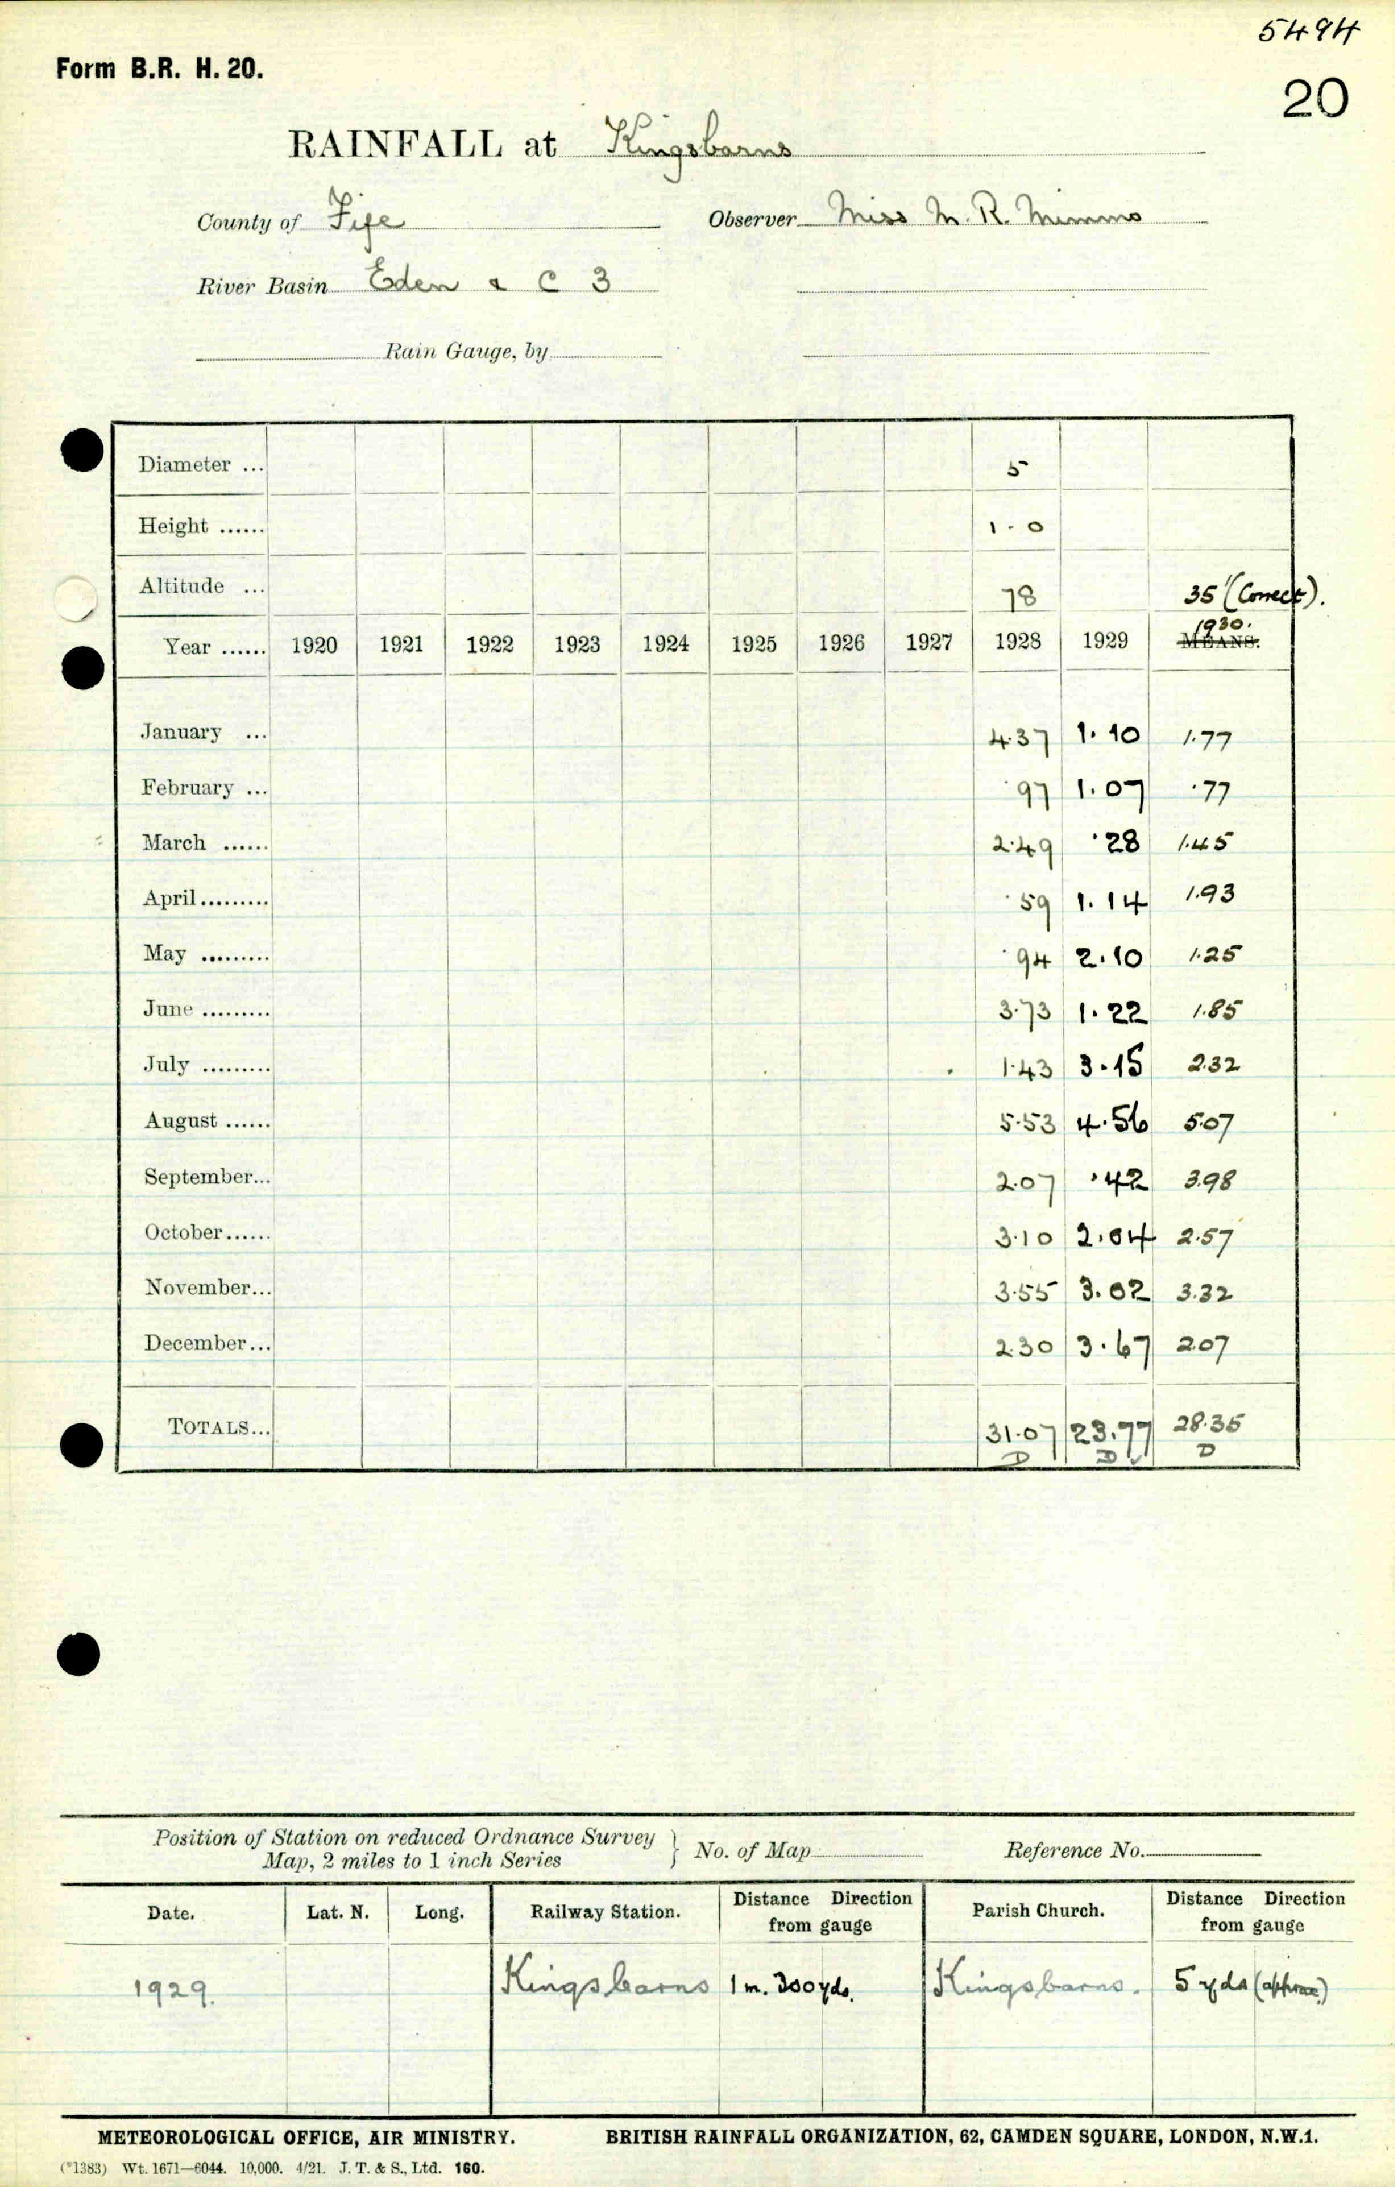 5494
Form B.R. H. 20.
20
RAINFALL at Kingsbarns
County of Fife Observer Miss M. R. Mimmo
River Basin Eden & C 3
Rain Gauge, by
Diameter ... 5
Height ...... 1 - 0
Altitude ... 78 35' (Correct).
1930.
Year ...... 1920 1921 1922 1923 1924 1925 1926 1927 1928 1929 MEANS.
January ... 4.37 1.10 1.77
February ... .97 1.07 .77
March ...... 2.49 .28 1.45
April ......... .59 1.14 1.93
May ......... .94 2.10 1.25
June ......... 3.73 1.22 1.85
July ......... 1.43 3.15 2.32
August ...... 5.53 4.56 5.07
September... 2.07 .42 3.98
October...... 3.10 2.04 2.57
November... 3.55 3.02 3.32
December... 2.30 3.67 2.07
TOTALS... 31.07 23.77 28.35
D D D
Position of Station on reduced Ordnance Survey Map, 2 miles to 1 inch Series } No. of Map Reference No.
Date. Lat. N. Long. Railway Station. Distance Direction from gauge Parish Church. Distance Direction from gauge
1929. Kingsbarns 1 m. 300 yds. Kingsbarns. 5 yds (approx)
METEOROLOGICAL OFFICE, AIR MINISTRY. BRITISH RAINFALL ORGANIZATION, 62, CAMDEN SQUARE, LONDON, N.W.1.
(*1383) Wt. 1671—6044. 10,000. 4/21. J. T. & S., Ltd. 160.